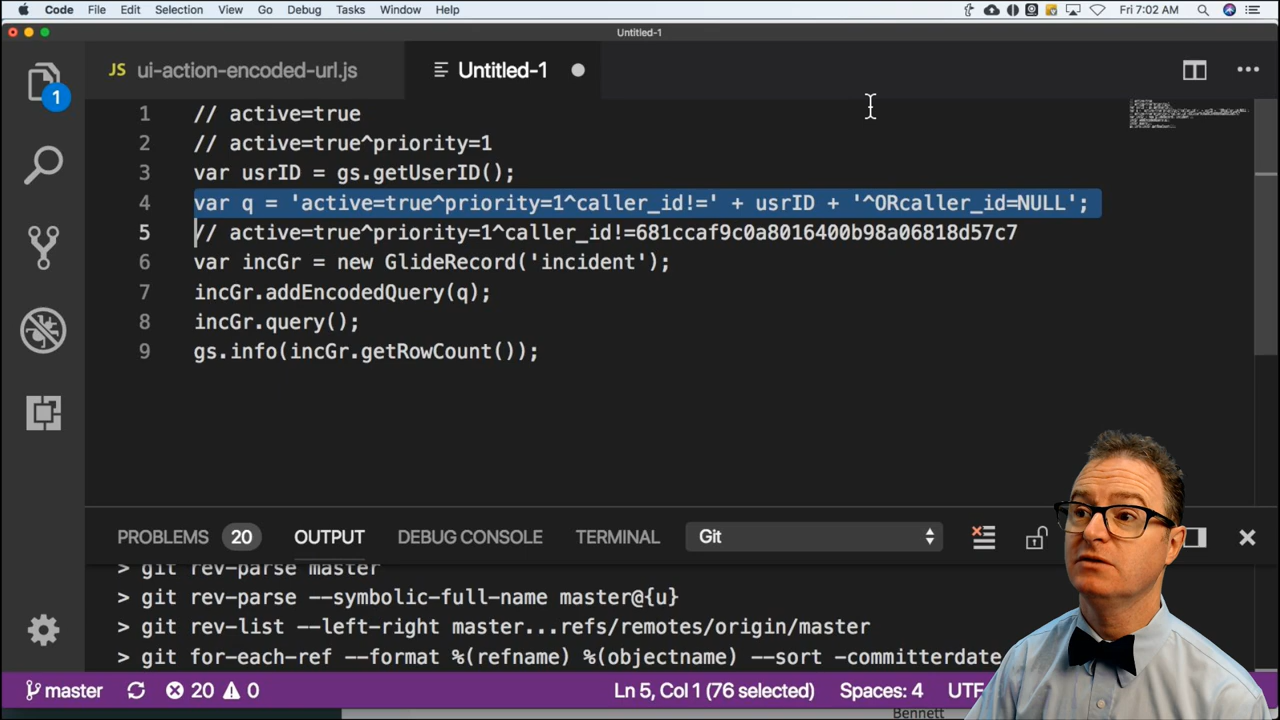 Code File Edit Selection View Go Debug Tasks Window Help Fri 7:02 AM
Untitled-1
1
JS ui-action-encoded-url.js Untitled-1
1 // active=true
2 // active=true^priority=1
3 var usrID = gs.getUserID();
4 var q = 'active=true^priority=1^caller_id!=' + usrID + '^ORcaller_id=NULL';
5 // active=true^priority=1^caller_id!=681ccaf9c0a8016400b98a06818d57c7
6 var incGr = new GlideRecord('incident');
7 incGr.addEncodedQuery(q);
8 incGr.query();
9 gs.info(incGr.getRowCount());
PROBLEMS 20 OUTPUT DEBUG CONSOLE TERMINAL Git
> git rev-parse master
> git rev-parse --symbolic-full-name master@{u}
> git rev-list --left-right master...refs/remotes/origin/master
> git for-each-ref --format %(refname) %(objectname) --sort -committerdate
master 20 0 Ln 5, Col 1 (76 selected) Spaces: 4 UTF
Bennett